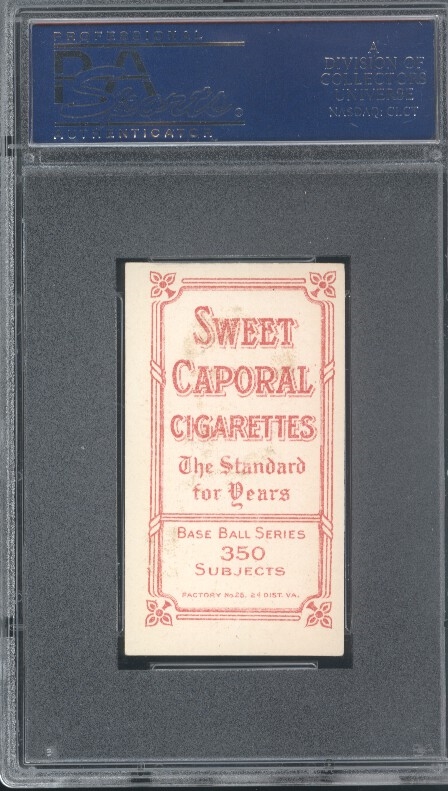 PROFESSIONAL
PSA
Sports
AUTHENTICATOR
A
DIVISION OF
COLLECTORS
UNIVERSE
NASDAQ: CLCT
SWEET
CAPORAL
CIGARETTES
The Standard
for Years
BASE BALL SERIES
350
SUBJECTS
FACTORY No. 25, 2d DIST. VA.